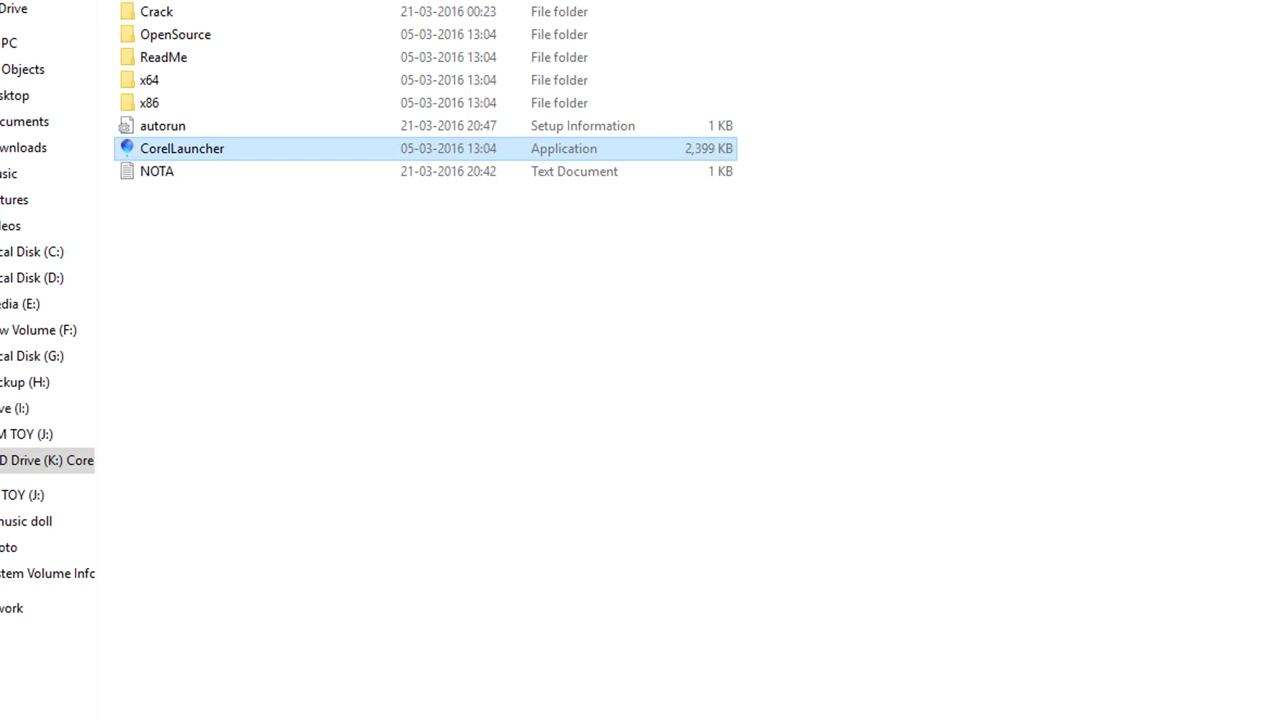 Drive
PC
Objects
sktop
cuments
wnloads
sic
tures
leos
cal Disk (C:)
cal Disk (D:)
edia (E:)
w Volume (F:)
cal Disk (G:)
ckup (H:)
ve (I:)
M TOY (J:)
D Drive (K:) Core
TOY (J:)
music doll
oto
stem Volume Info
work
Crack 21-03-2016 00:23 File folder
OpenSource 05-03-2016 13:04 File folder
ReadMe 05-03-2016 13:04 File folder
x64 05-03-2016 13:04 File folder
x86 05-03-2016 13:04 File folder
autorun 21-03-2016 20:47 Setup Information 1 KB
CorelLauncher 05-03-2016 13:04 Application 2,399 KB
NOTA 21-03-2016 20:42 Text Document 1 KB